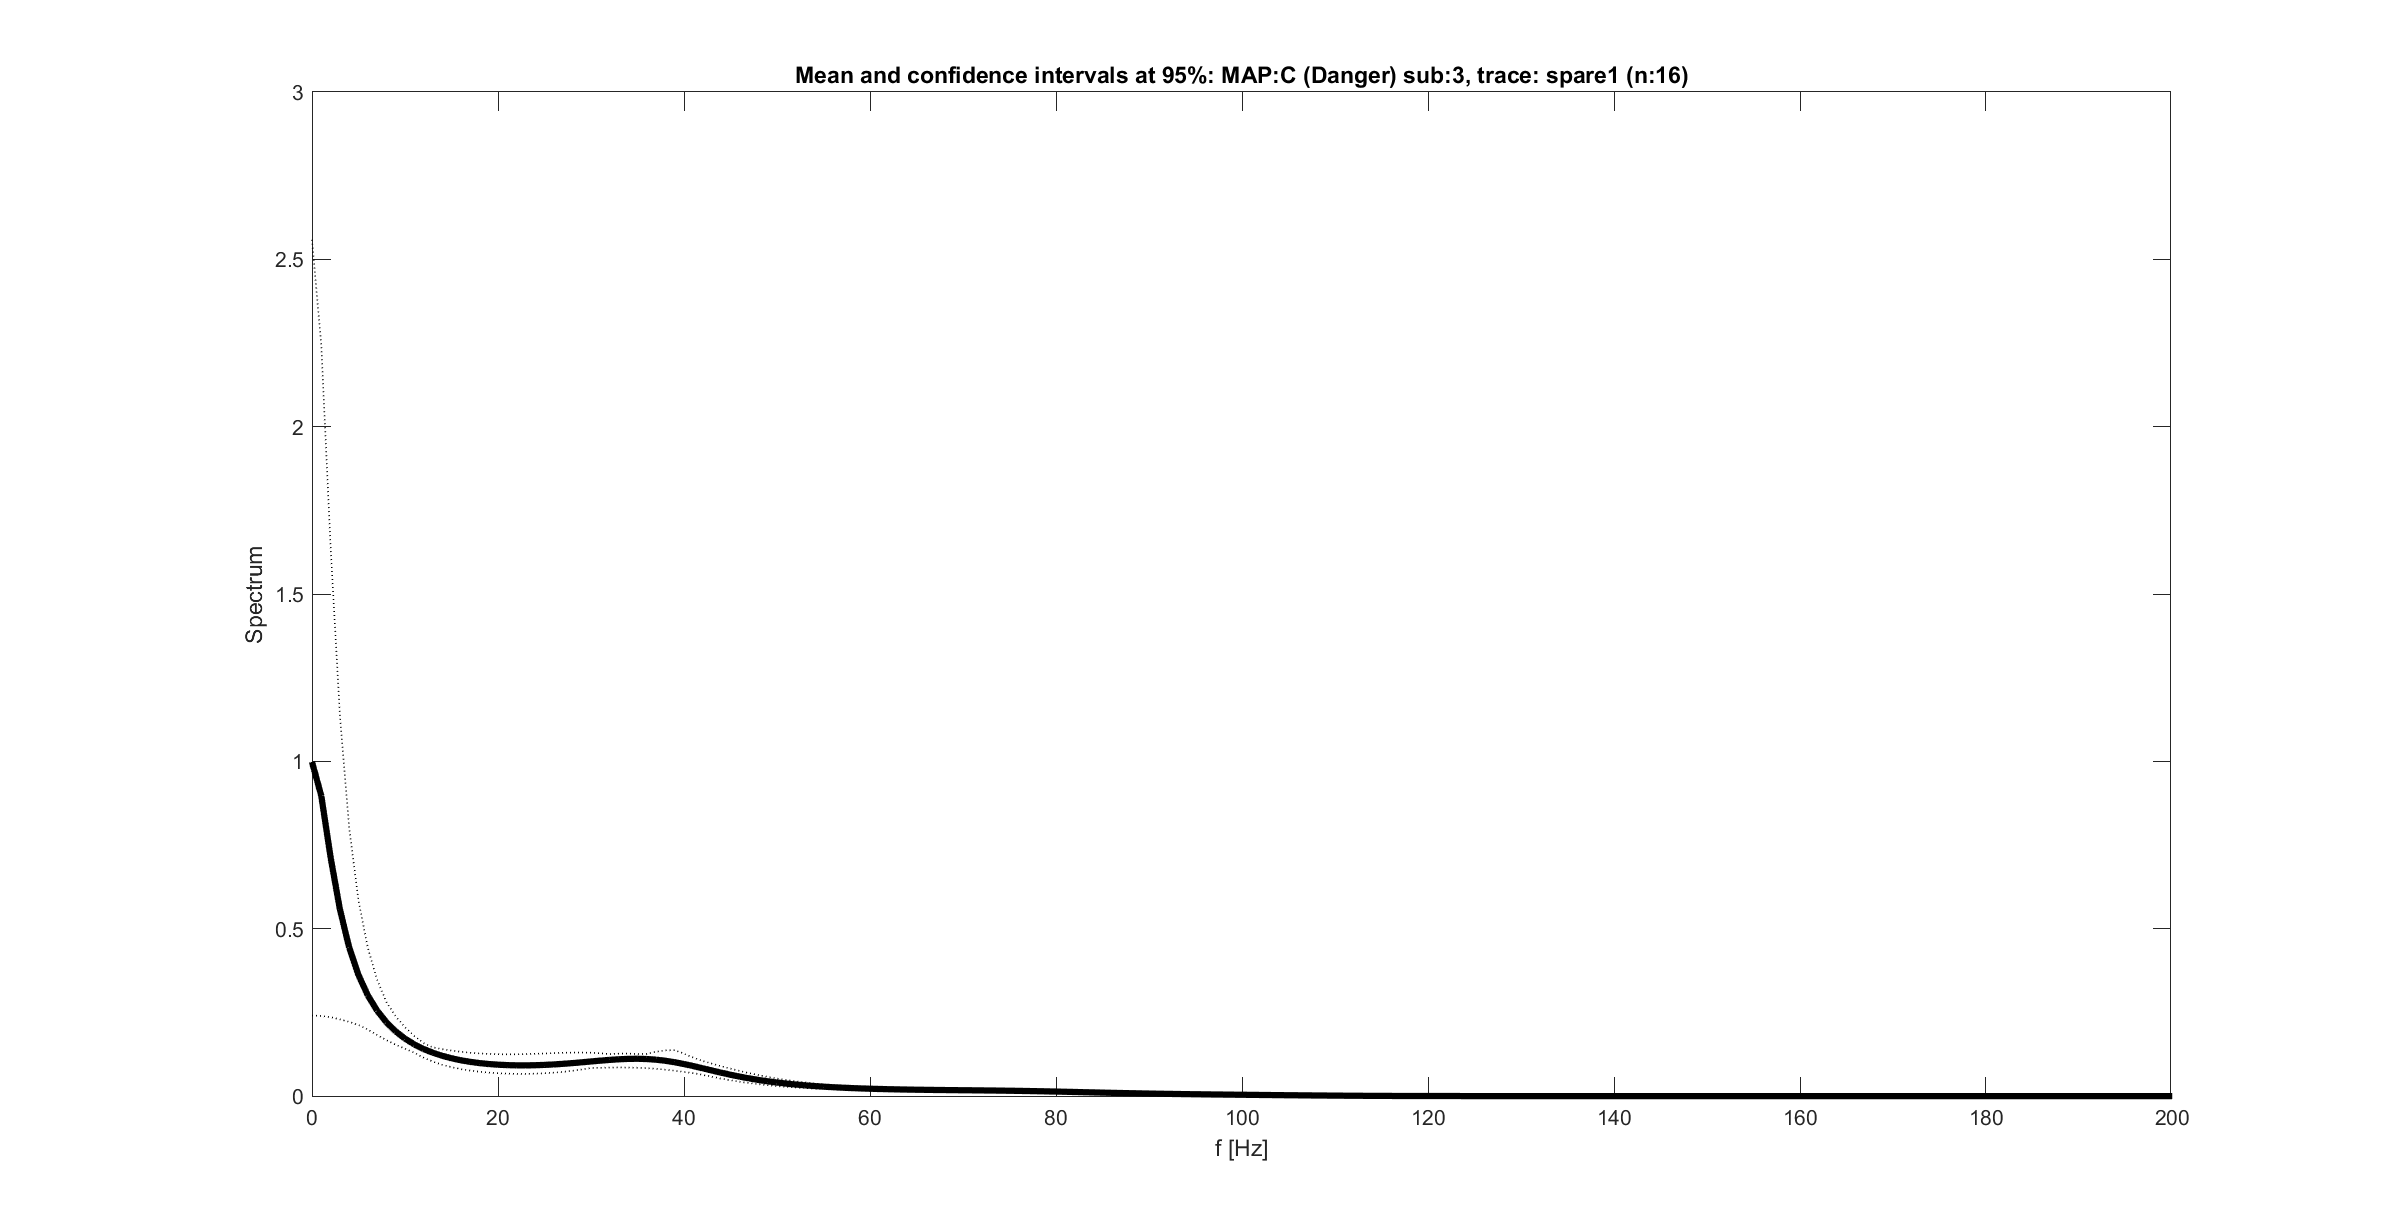 Mean and confidence intervals at 95%: MAP:C (Danger) sub:3, trace: spare1 (n:16)
3
2.5
2
1.5
1
0.5
0
Spectrum
0 20 40 60 80 100 120 140 160 180 200
f [Hz]